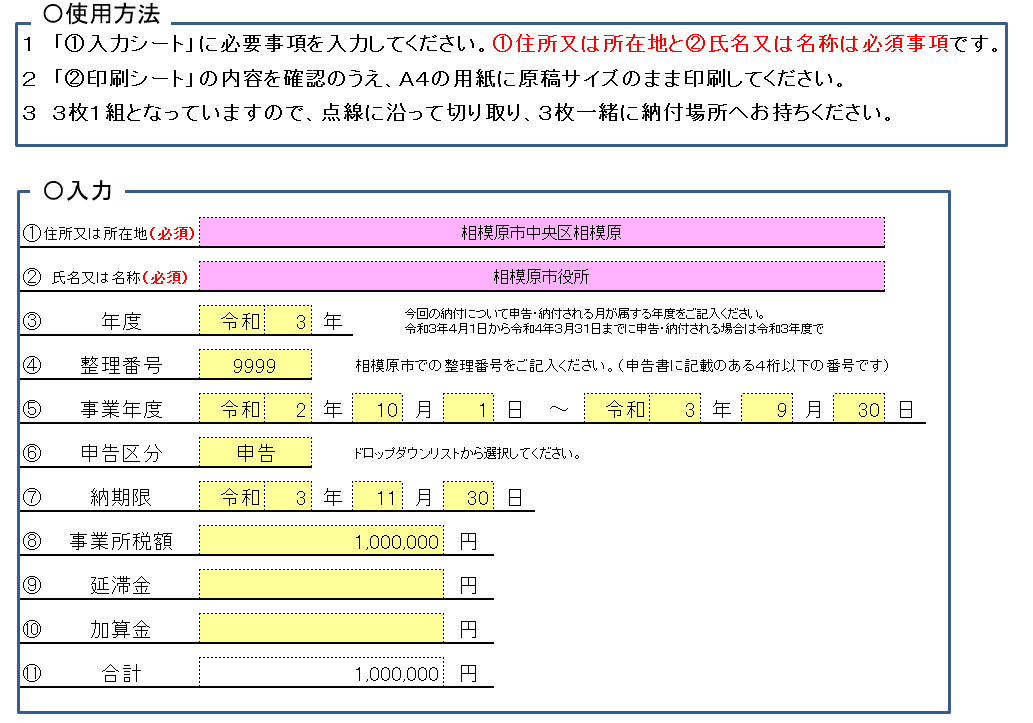 〇使用方法
1 「①入力シート」に必要事項を入力してください。①住所又は所在地と②氏名又は名称は必須事項です。
2 「②印刷シート」の内容を確認のうえ、A4の用紙に原稿サイズのまま印刷してください。
3 3枚1組となっていますので、点線に沿って切り取り、3枚一緒に納付場所へお持ちください。
〇入力
①住所又は所在地(必須) 相模原市中央区相模原
② 氏名又は名称(必須) 相模原市役所
③ 年度 令和 3 年 今回の納付について申告・納付される月が属する年度をご記入ください。
令和3年4月1日から令和4年3月31日までに申告・納付される場合は令和3年度で
④ 整理番号 9999 相模原市での整理番号をご記入ください。(申告書に記載のある4桁以下の番号です)
⑤ 事業年度 令和 2 年 10 月 1 日 ~ 令和 3 年 9 月 30 日
⑥ 申告区分 申告 ドロップダウンリストから選択してください。
⑦ 納期限 令和 3 年 11 月 30 日
⑧ 事業所税額 1,000,000 円
⑨ 延滞金 円
⑩ 加算金 円
⑪ 合計 1,000,000 円